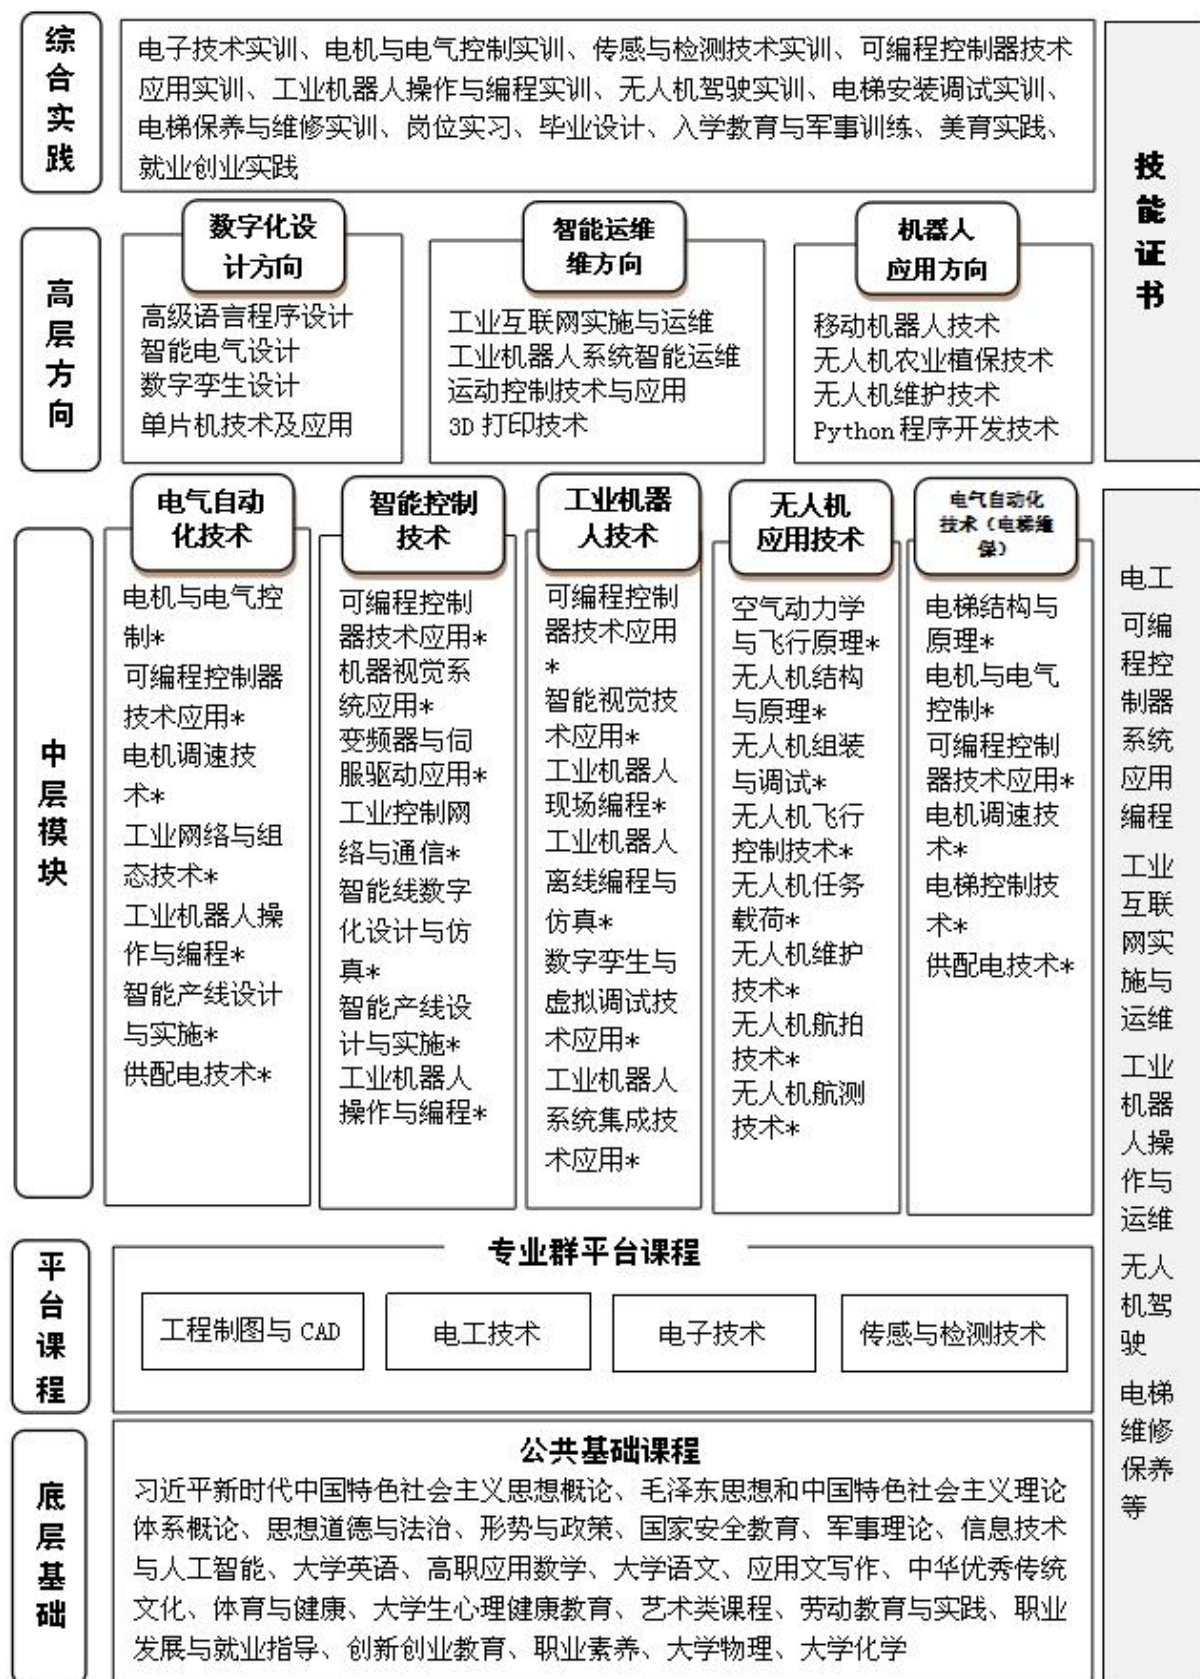 综合实践
电子技术实训、电机与电气控制实训、传感与检测技术实训、可编程控制器技术
应用实训、工业机器人操作与编程实训、无人机驾驶实训、电梯安装调试实训、
电梯保养与维修实训、岗位实习、毕业设计、入学教育与军事训练、美育实践、
就业创业实践
技能证书
高层方向
数字化设
计方向
高级语言程序设计
智能电气设计
数字孪生设计
单片机技术及应用
智能运维
维方向
工业互联网实施与运维
工业机器人系统智能运维
运动控制技术与应用
3D 打印技术
机器人
应用方向
移动机器人技术
无人机农业植保技术
无人机维护技术
Python 程序开发技术
中层模块
电气自动
化技术
电机与电气控
制*
可编程控制器
技术应用*
电机调速技
术*
工业网络与组
态技术*
工业机器人操
作与编程*
智能产线设计
与实施*
供配电技术*
智能控制
技术
可编程控制
器技术应用*
机器视觉系
统应用*
变频器与伺
服驱动应用*
工业控制网
络与通信*
智能线数字
化设计与仿
真*
智能产线设
计与实施*
工业机器人
操作与编程*
工业机器
人技术
可编程控制
器技术应用
*
智能视觉技
术应用*
工业机器人
现场编程*
工业机器人
离线编程与
仿真*
数字孪生与
虚拟调试技
术应用*
工业机器人
系统集成技
术应用*
无人机
应用技术
空气动力学
与飞行原理*
无人机结构
与原理*
无人机组装
与调试*
无人机飞行
控制技术*
无人机任务
载荷*
无人机维护
技术*
无人机航拍
技术*
无人机航测
技术*
电气自动化
技术（电梯维
保）
电梯结构与
原理*
电机与电气
控制*
可编程控制
器技术应用*
电机调速技
术*
电梯控制技
术*
供配电技术*
电工
可编
程控
制器
系统
应用
编程
工业
互联
网实
施与
运维
工业
机器
人操
作与
运维
无人
机驾
驶
电梯
维修
保养
等
平台课程
专业群平台课程
工程制图与 CAD
电工技术
电子技术
传感与检测技术
底层基础
公共基础课程
习近平新时代中国特色社会主义思想概论、毛泽东思想和中国特色社会主义理论
体系概论、思想道德与法治、形势与政策、国家安全教育、军事理论、信息技术
与人工智能、大学英语、高职应用数学、大学语文、应用文写作、中华优秀传统
文化、体育与健康、大学生心理健康教育、艺术类课程、劳动教育与实践、职业
发展与就业指导、创新创业教育、职业素养、大学物理、大学化学